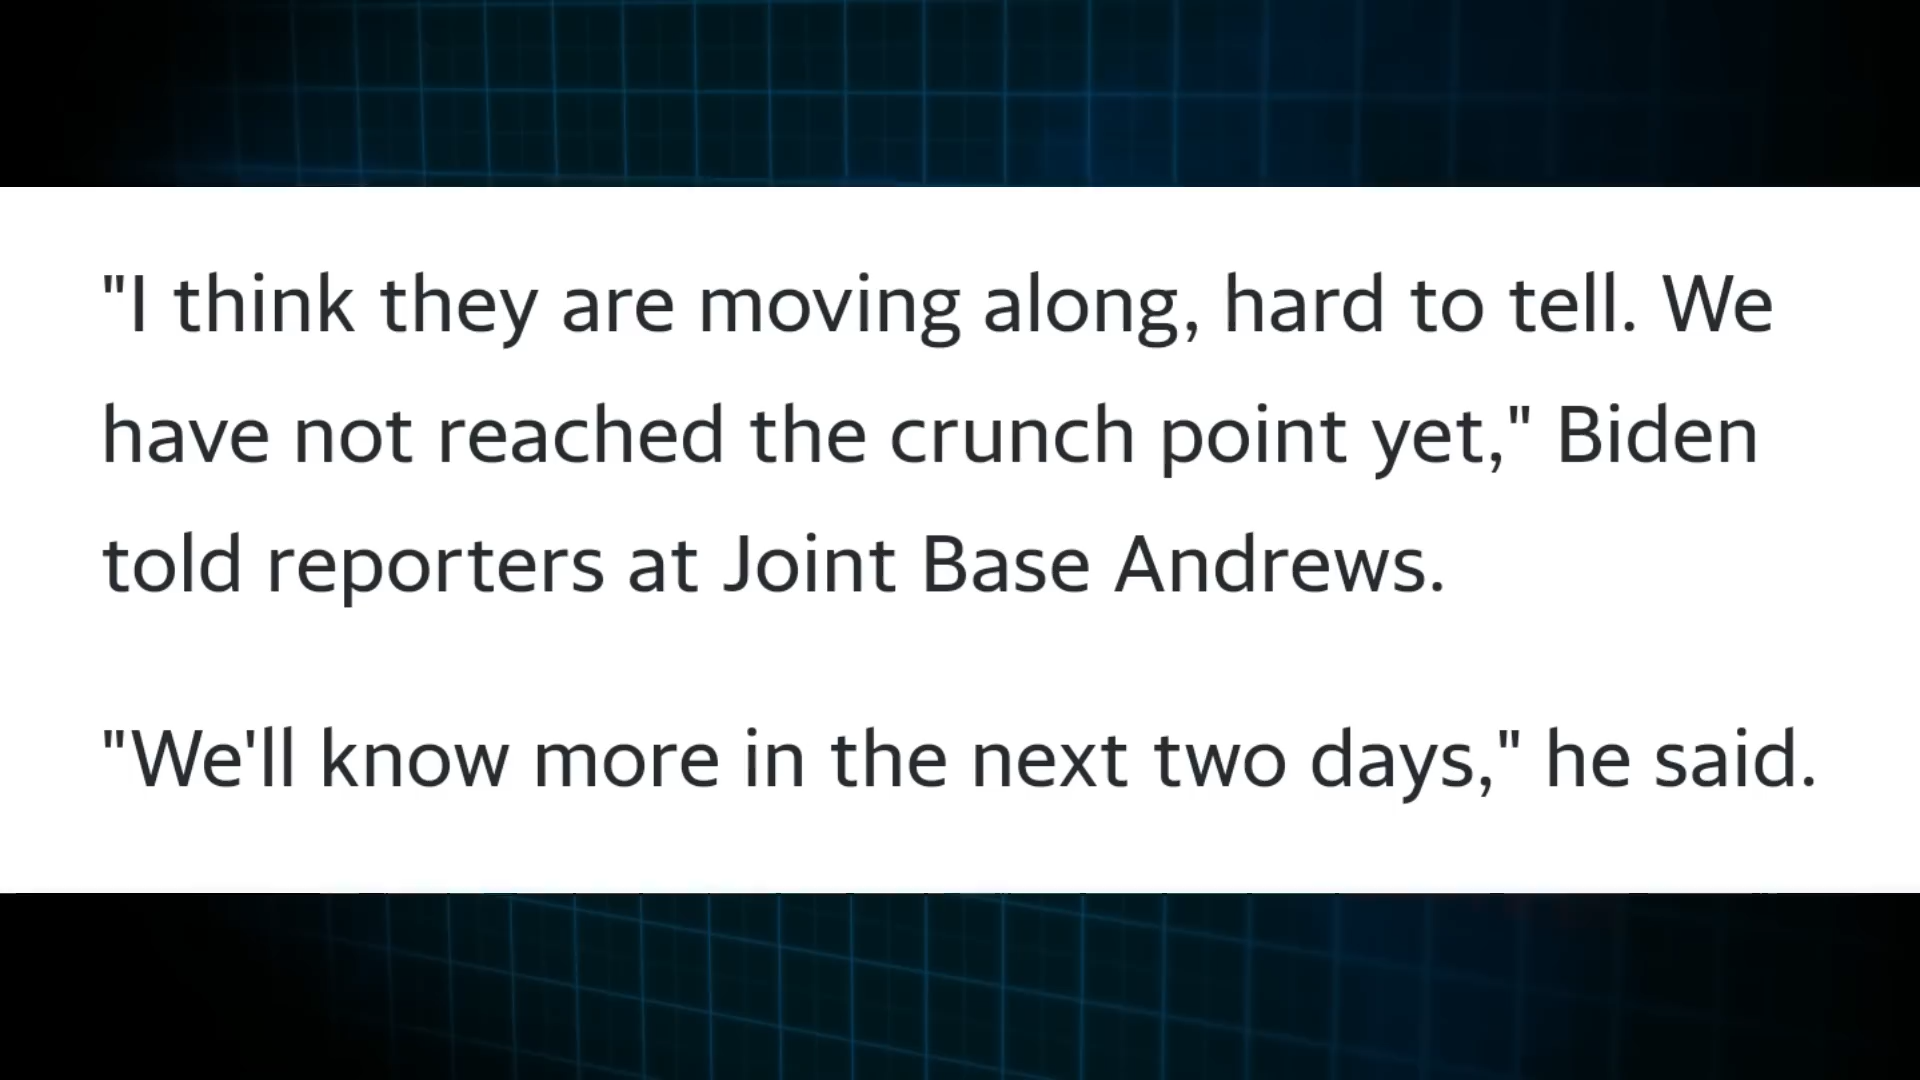 "I think they are moving along, hard to tell. We
have not reached the crunch point yet," Biden
told reporters at Joint Base Andrews.
"We'll know more in the next two days," he said.